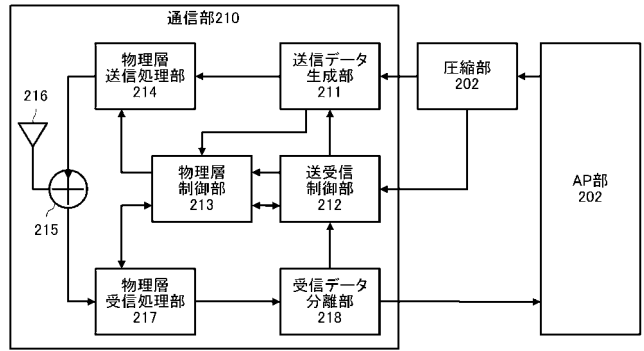 通信部210
物理層
送信処理部
214
送信データ
生成部
211
圧縮部
202
216
AP部
202
物理層
制御部
213
送受信
制御部
212
215
物理層
受信処理部
217
受信データ
分離部
218